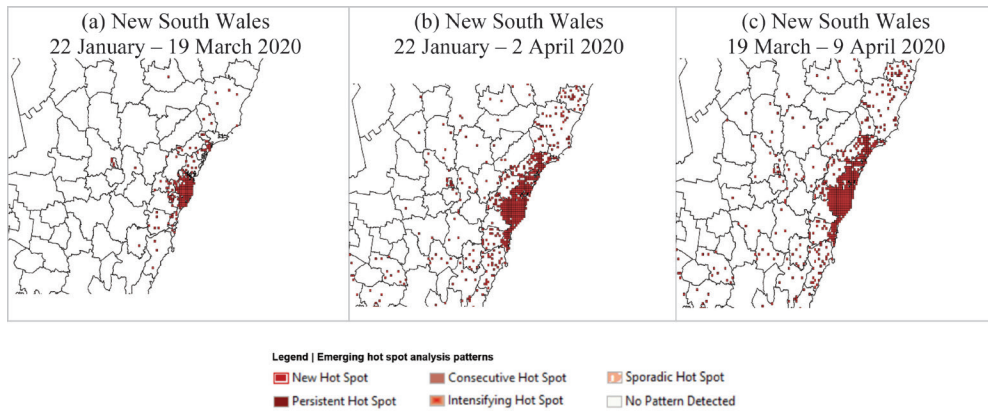 (a) New South Wales
22 January – 19 March 2020
(b) New South Wales
22 January – 2 April 2020
(c) New South Wales
19 March – 9 April 2020
Legend | Emerging hot spot analysis patterns
New Hot Spot
Consecutive Hot Spot
Sporadic Hot Spot
Persistent Hot Spot
Intensifying Hot Spot
No Pattern Detected